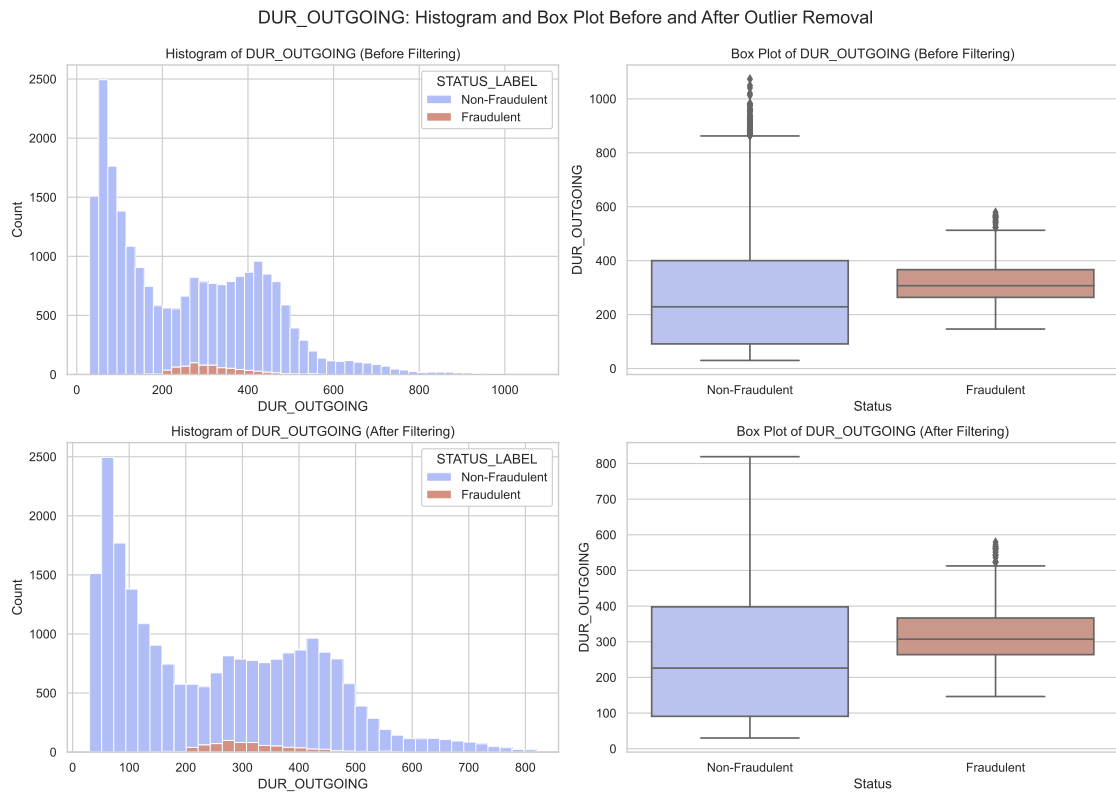 DUR_OUTGOING: Histogram and Box Plot Before and After Outlier Removal
Histogram of DUR_OUTGOING (Before Filtering)
2500
2000
1500
1000
500
0
Count
STATUS_LABEL
Non-Fraudulent
Fraudulent
0 200 400 600 800 1000
DUR_OUTGOING
Box Plot of DUR_OUTGOING (Before Filtering)
1000
800
600
400
200
0
DUR_OUTGOING
Non-Fraudulent Fraudulent
Status
Histogram of DUR_OUTGOING (After Filtering)
2500
2000
1500
1000
500
0
Count
STATUS_LABEL
Non-Fraudulent
Fraudulent
0 100 200 300 400 500 600 700 800
DUR_OUTGOING
Box Plot of DUR_OUTGOING (After Filtering)
800
700
600
500
400
300
200
100
0
DUR_OUTGOING
Non-Fraudulent Fraudulent
Status